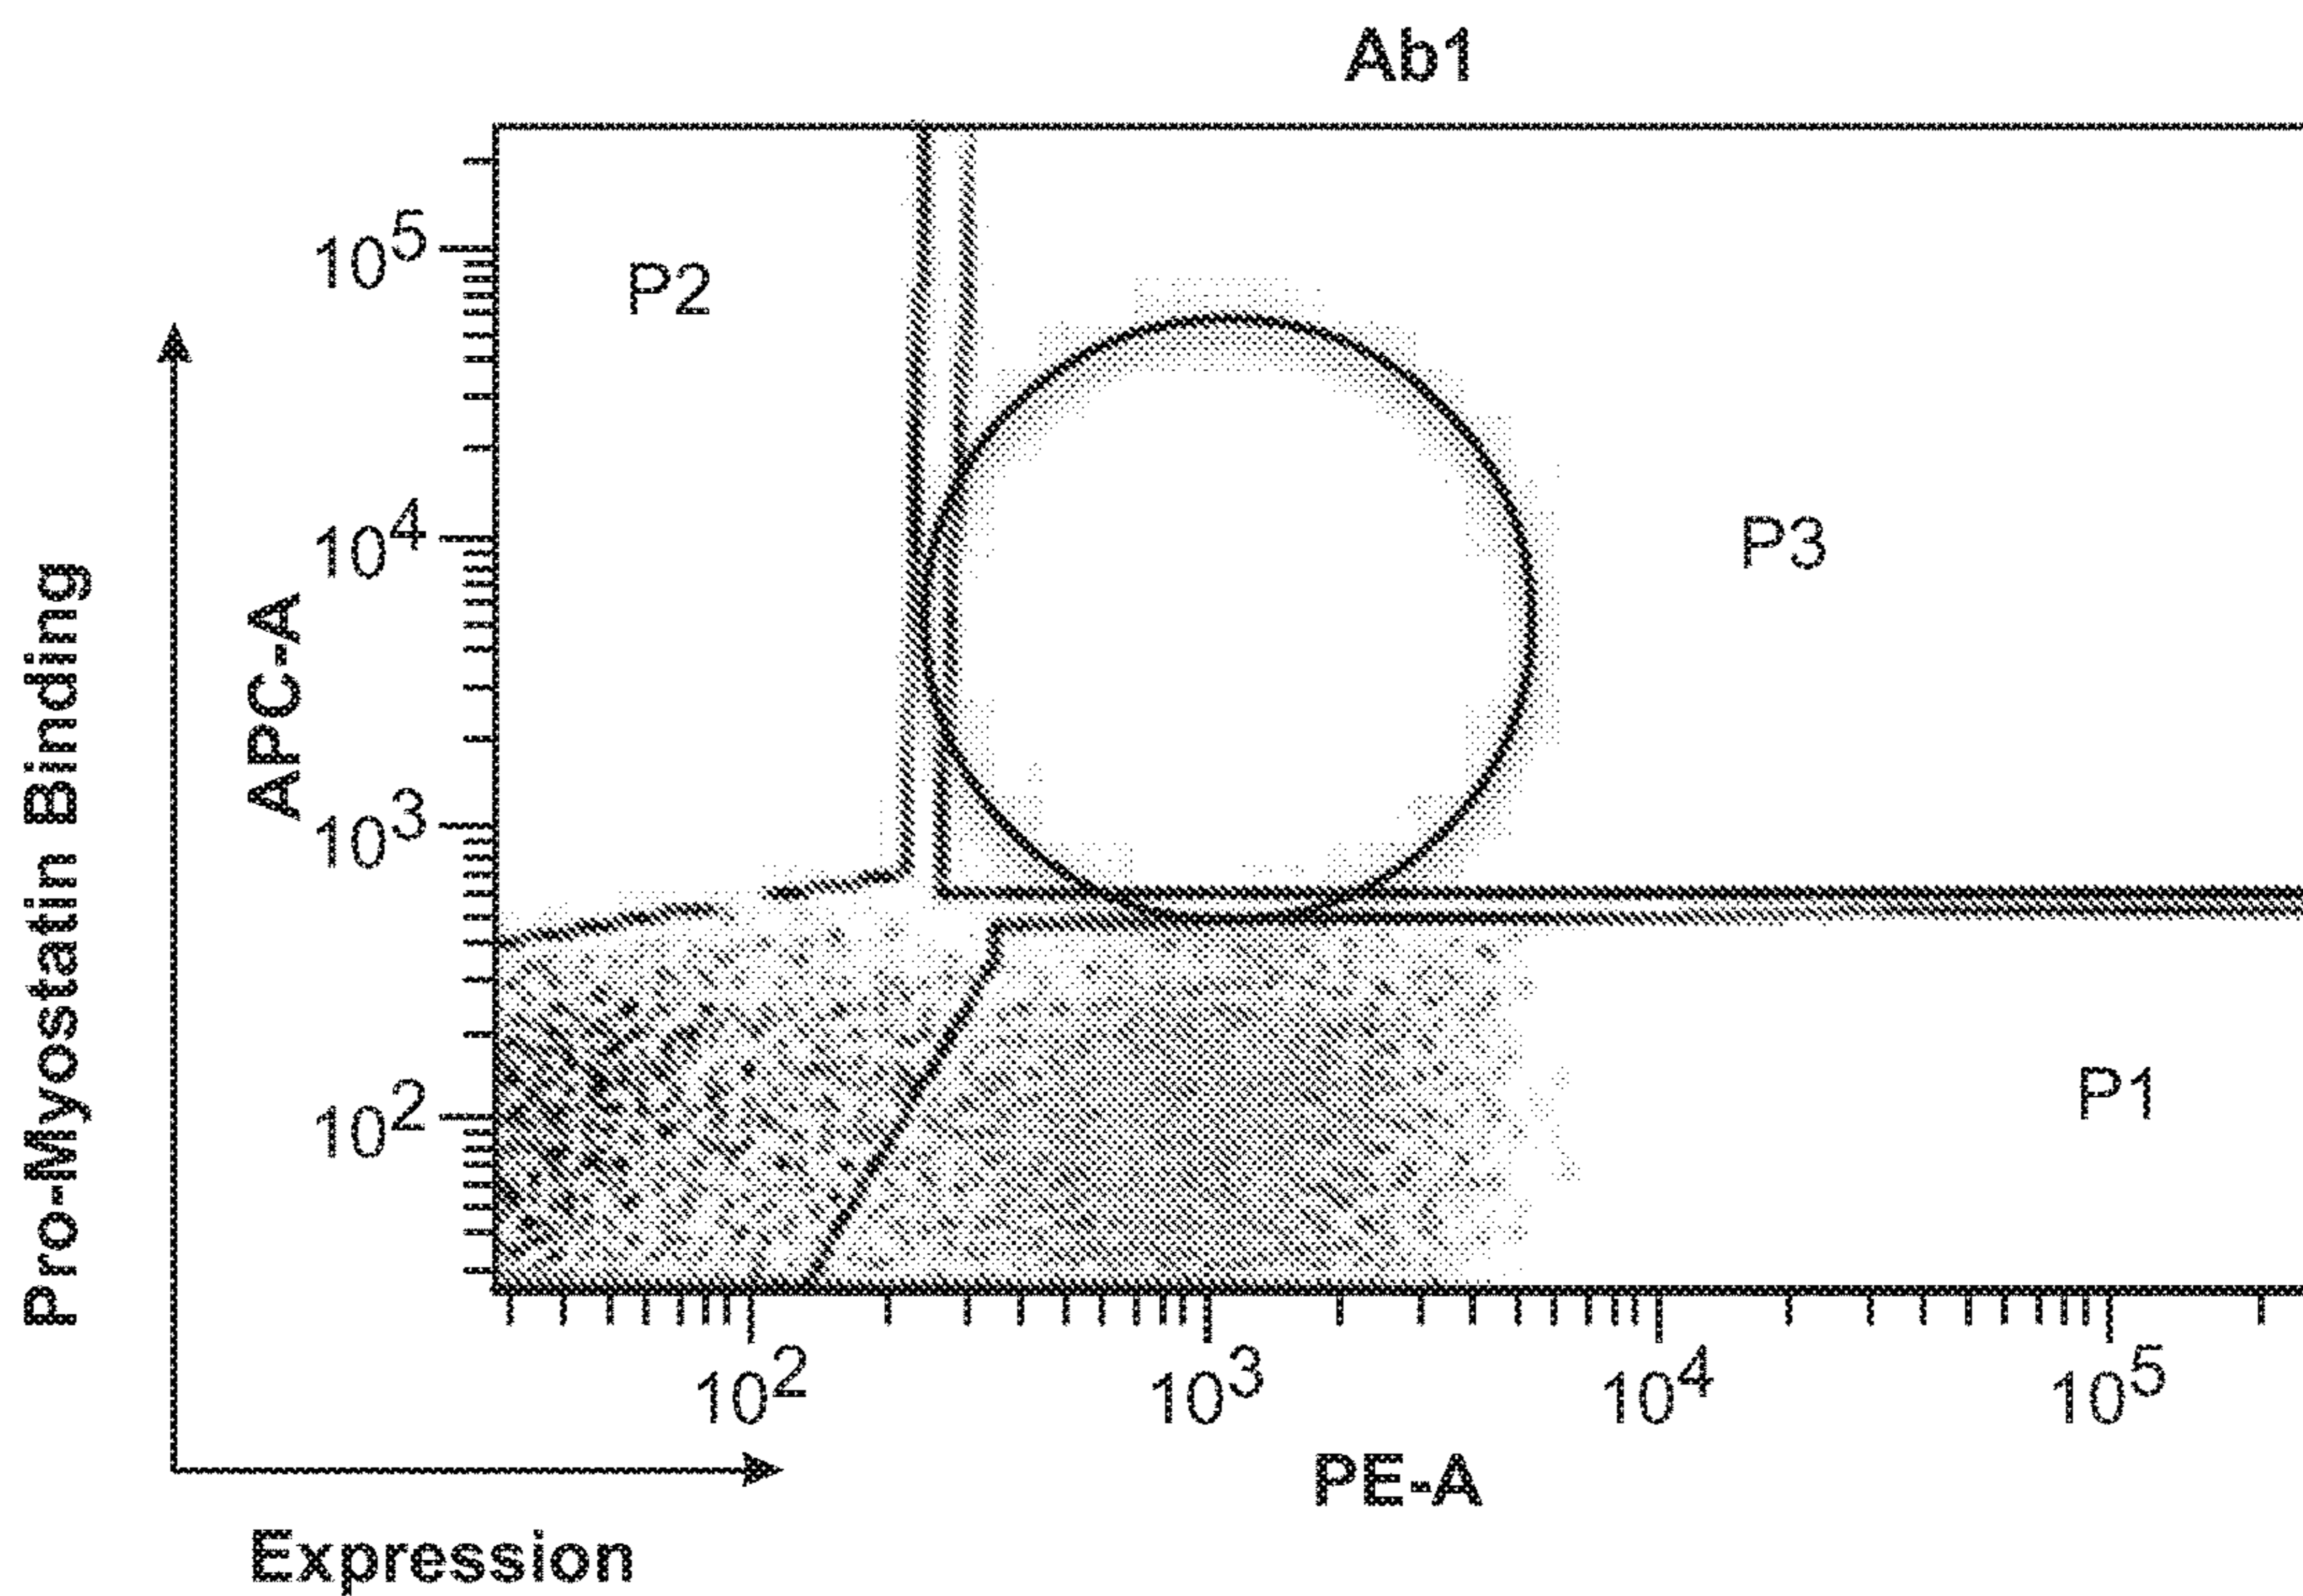 Ab1
Pro-Myostatin Binding
APC-A
10^5
10^4
10^3
10^2
P2
P3
P1
10^2
10^3
10^4
10^5
PE-A
Expression